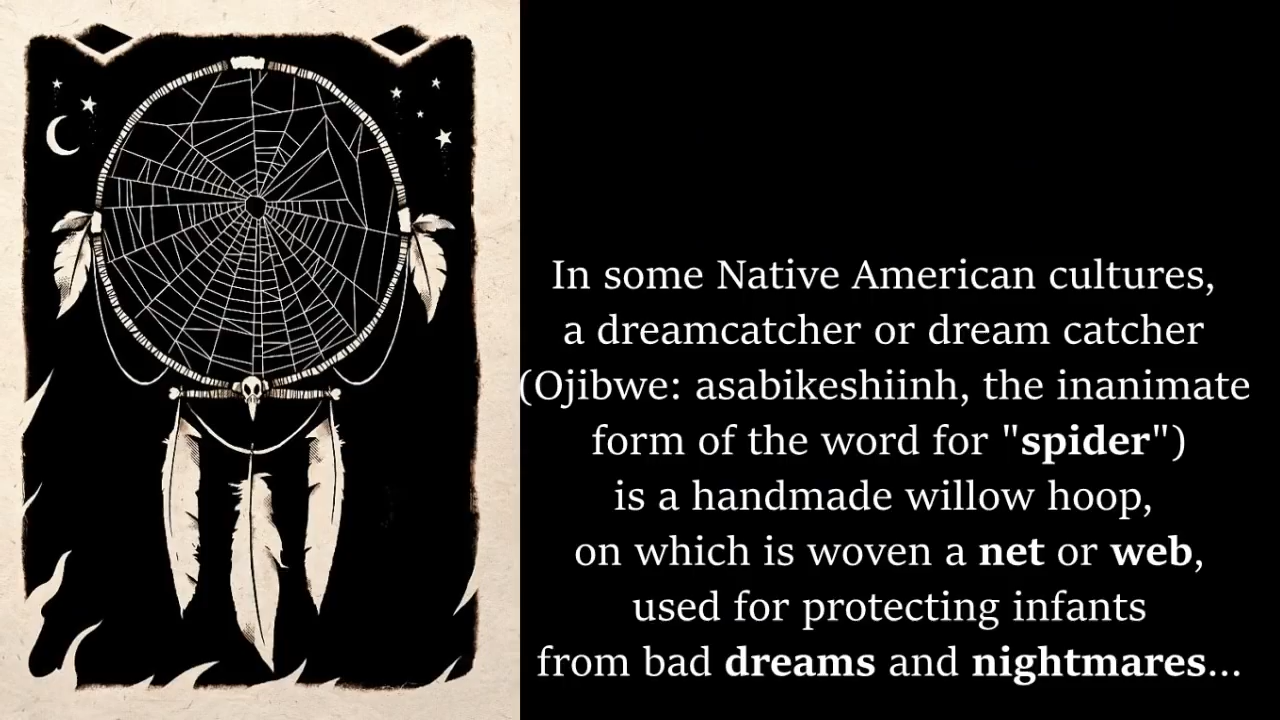 In some Native American cultures,
a dreamcatcher or dream catcher
(Ojibwe: asabikeshiinh, the inanimate
form of the word for "spider")
is a handmade willow hoop,
on which is woven a net or web,
used for protecting infants
from bad dreams and nightmares...